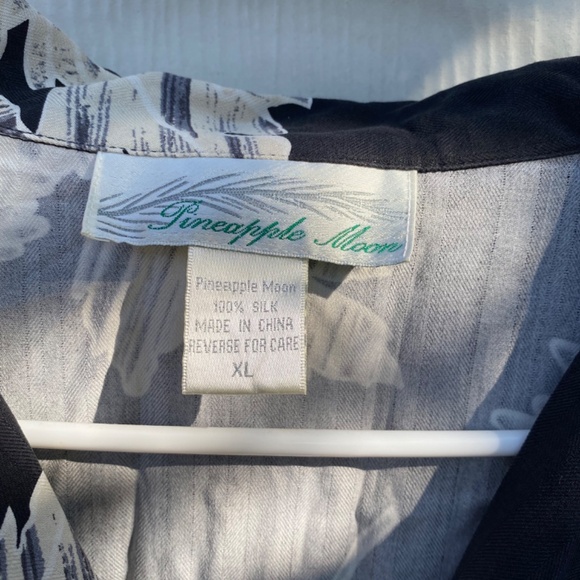 Pineapple Moon
Pineapple Moon
100% SILK
MADE IN CHINA
REVERSE FOR CARE
XL